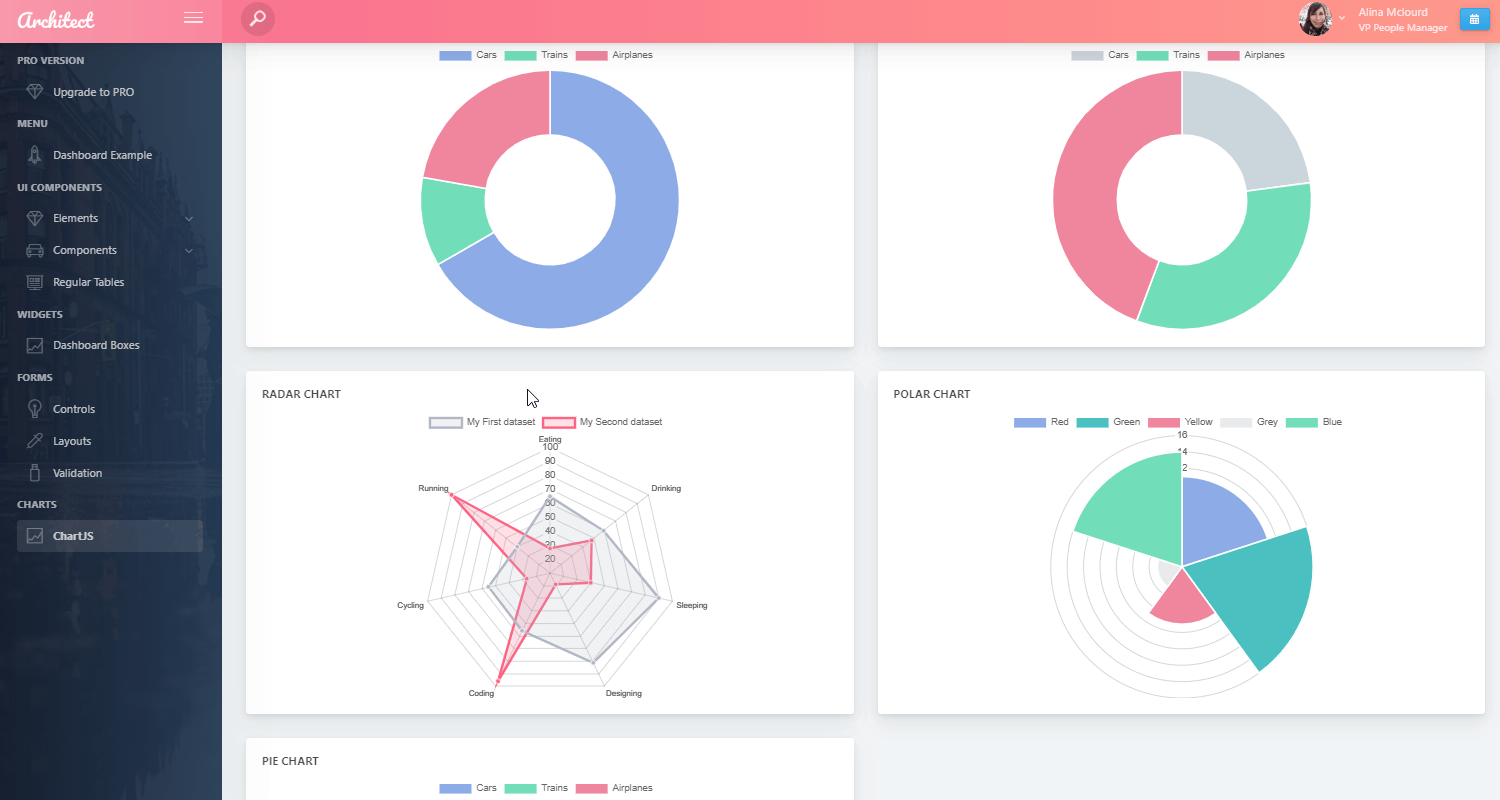 Architect
Alina Mclourd
VP People Manager
PRO VERSION
Upgrade to PRO
MENU
Dashboard Example
UI COMPONENTS
Elements
Components
Regular Tables
WIDGETS
Dashboard Boxes
FORMS
Controls
Layouts
Validation
CHARTS
ChartJS
Cars Trains Airplanes
Cars Trains Airplanes
RADAR CHART
My First dataset My Second dataset
Eating
100
90
80
70
60
50
40
20
Running
Drinking
Cycling
Sleeping
Coding
Designing
POLAR CHART
Red Green Yellow Grey Blue
16
14
PIE CHART
Cars Trains Airplanes